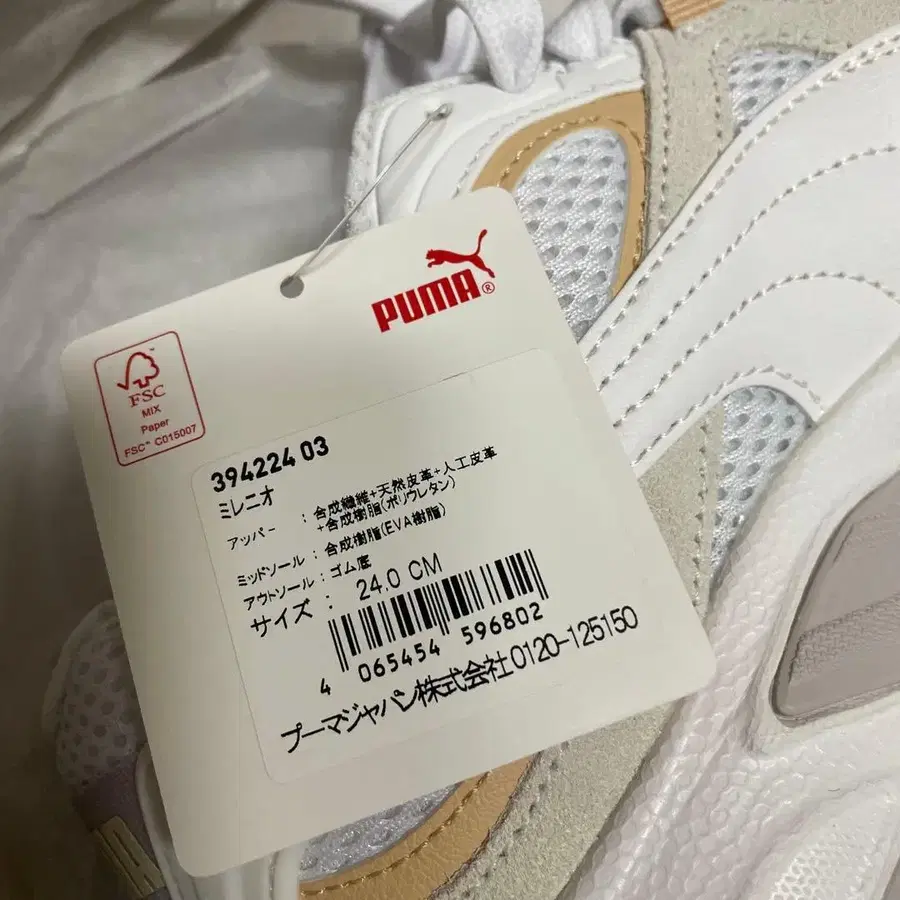 PUMA®
FSC
MIX
Paper
FSC® C015007
394224 03
ミレニオ
アッパー : 合成繊維+天然皮革+人工皮革
+合成樹脂(ポリウレタン)
ミッドソール : 合成樹脂(EVA樹脂)
アウトソール : ゴム底
サイズ : 24.0 CM
4 065454 596802
プーマジャパン株式会社 0120-125150